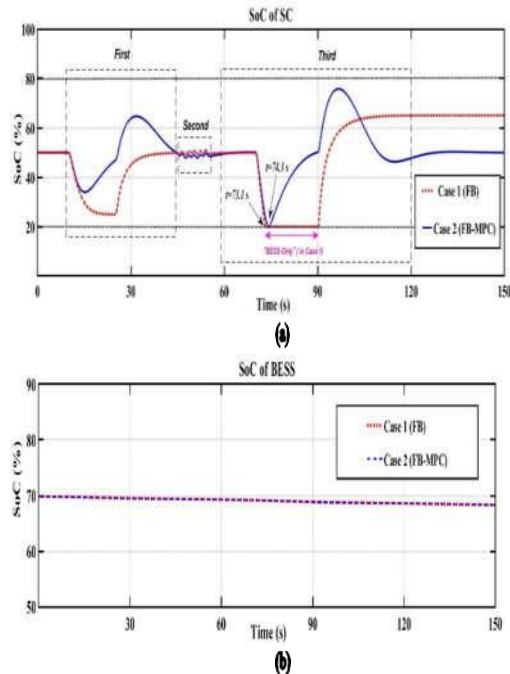 SoC of SC
100
80
60
40
20
0
SoC (%)
First
Second
Third
t=73.1 s
t=74.3 s
"BESS-Only" ( in Case 1)
Case 1 (FB)
Case 2 (FB-MPC)
0 30 60 90 120 150
Time (s)
(a)
SoC of BESS
90
80
70
60
50
SoC (%)
Case 1 (FB)
Case 2 (FB-MPC)
30 60 90 120 150
Time (s)
(b)